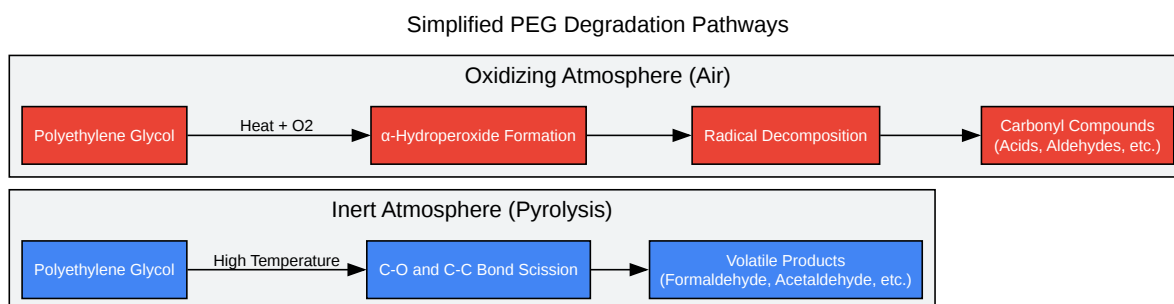 Simplified PEG Degradation Pathways
Oxidizing Atmosphere (Air)
Polyethylene Glycol
Heat + O2
α-Hydroperoxide Formation
Radical Decomposition
Carbonyl Compounds
(Acids, Aldehydes, etc.)
Inert Atmosphere (Pyrolysis)
Polyethylene Glycol
High Temperature
C-O and C-C Bond Scission
Volatile Products
(Formaldehyde, Acetaldehyde, etc.)